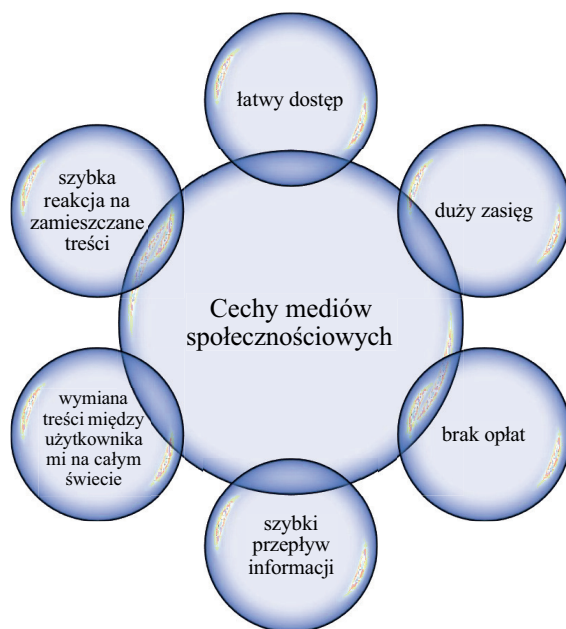 łatwy dostęp
duży zasięg
brak opłat
szybki
przepływ
informacji
wymiana
treści między
użytkownika
mi na całym
świecie
szybka
reakcja na
zamieszczane
treści
Cechy mediów
społecznościowych